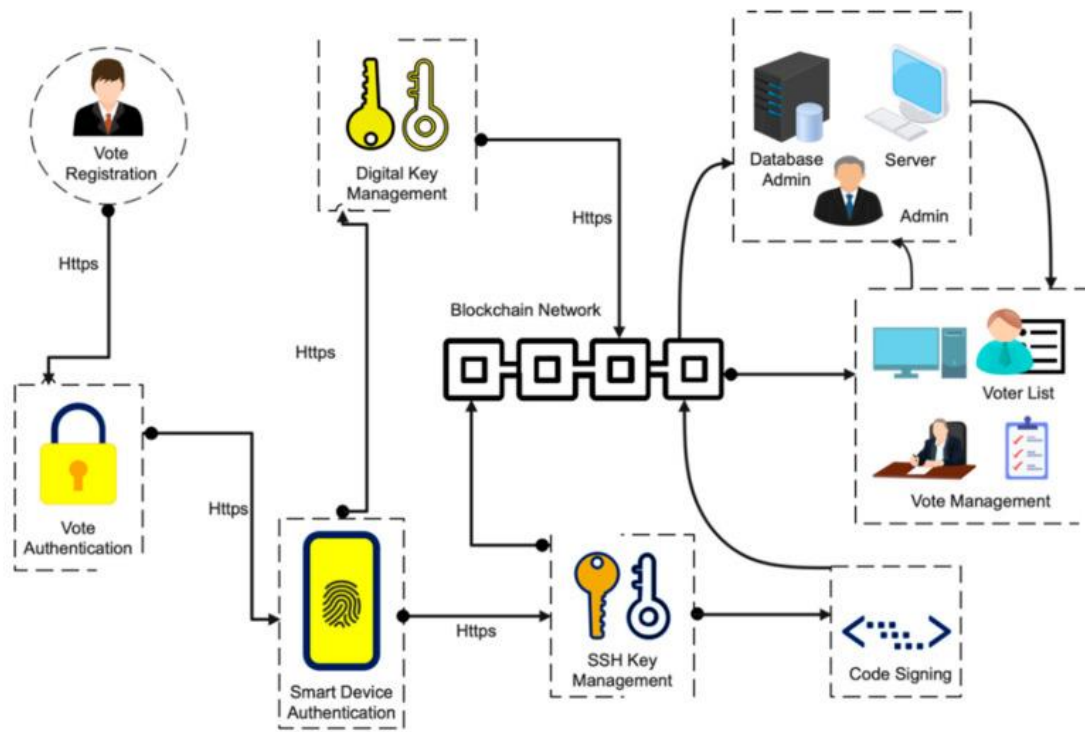 Vote
Registration
Https
Vote
Authentication
Https
Smart Device
Authentication
Https
Digital Key
Management
Https
Blockchain Network
Https
SSH Key
Management
Code Signing
Database
Admin
Server
Admin
Voter List
Vote Management